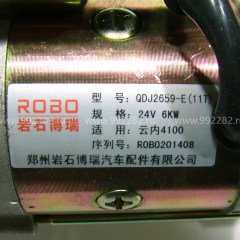 ROBO
岩石博瑞
型 号: QDJ2659-E(11T)
规 格: 24V 6KW
适 用: 云内4100
序列号: ROBO201408
郑州岩石博瑞汽车配件有限公司